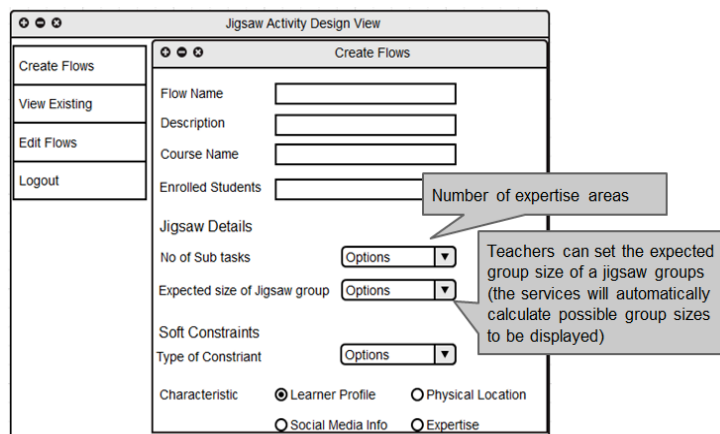 Jigsaw Activity Design View
Create Flows
View Existing
Edit Flows
Logout
Create Flows
Flow Name
Description
Course Name
Enrolled Students
Number of expertise areas
Jigsaw Details
No of Sub tasks
Options
Expected size of Jigsaw group
Options
Teachers can set the expected
group size of a jigsaw groups
(the services will automatically
calculate possible group sizes
to be displayed)
Soft Constraints
Type of Constriant
Options
Characteristic
Learner Profile
Physical Location
Social Media Info
Expertise